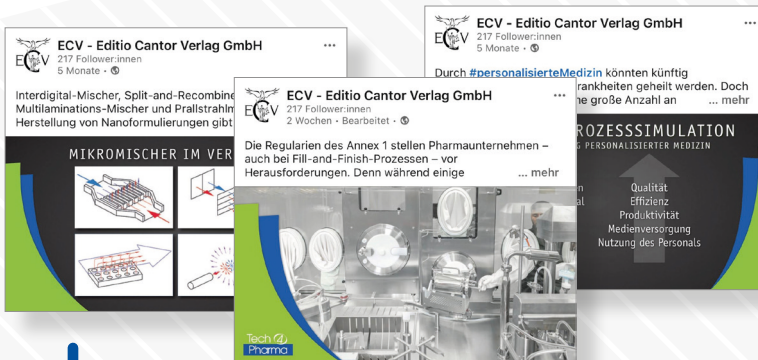 ECV - Editio Cantor Verlag GmbH
217 Follower:innen
5 Monate •
Interdigital-Mischer, Split-and-Recombine
Multilaminations-Mischer und Prallstrahlm
Herstellung von Nanoformulierungen gibt
MIKROMISCHER IM VER
ECV - Editio Cantor Verlag GmbH
217 Follower:innen
2 Wochen • Bearbeitet •
Die Regularien des Annex 1 stellen Pharmaunternehmen –
auch bei Fill-and-Finish-Prozessen – vor
Herausforderungen. Denn während einige ... mehr
Tech
Pharma
ECV - Editio Cantor Verlag GmbH
217 Follower:innen
5 Monate •
Durch #personalisierteMedizin könnten künftig
rankheiten geheilt werden. Doch
ne große Anzahl an ... mehr
ROZESSSIMULATION
G PERSONALISIERTER MEDIZIN
Qualität
Effizienz
Produktivität
Medienversorgung
Nutzung des Personals